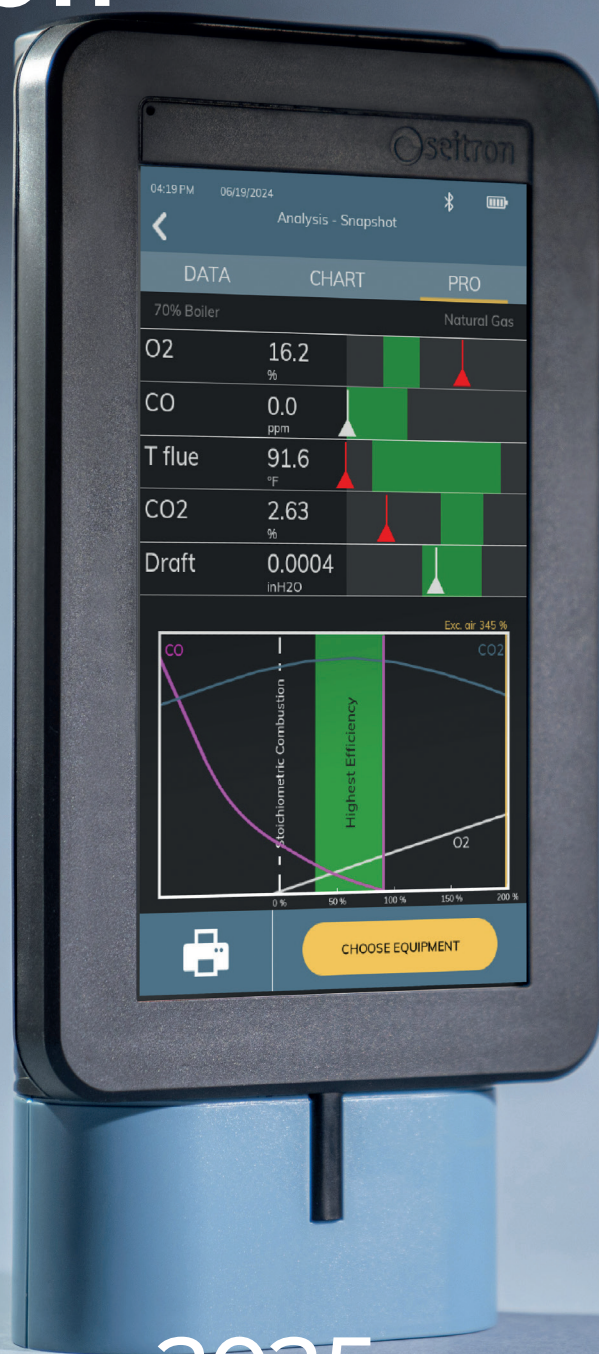 seitron
04:19 PM 06/19/2024
Analysis - Snapshot
DATA CHART PRO
70% Boiler Natural Gas
O2 16.2 %
CO 0.0 ppm
T flue 91.6 °F
CO2 2.63 %
Draft 0.0004 inH2O
Exc. air 345 %
CO CO2
Stoichiometric Combustion
Highest Efficiency
O2
0 % 50 % 100 % 150 % 200 %
CHOOSE EQUIPMENT